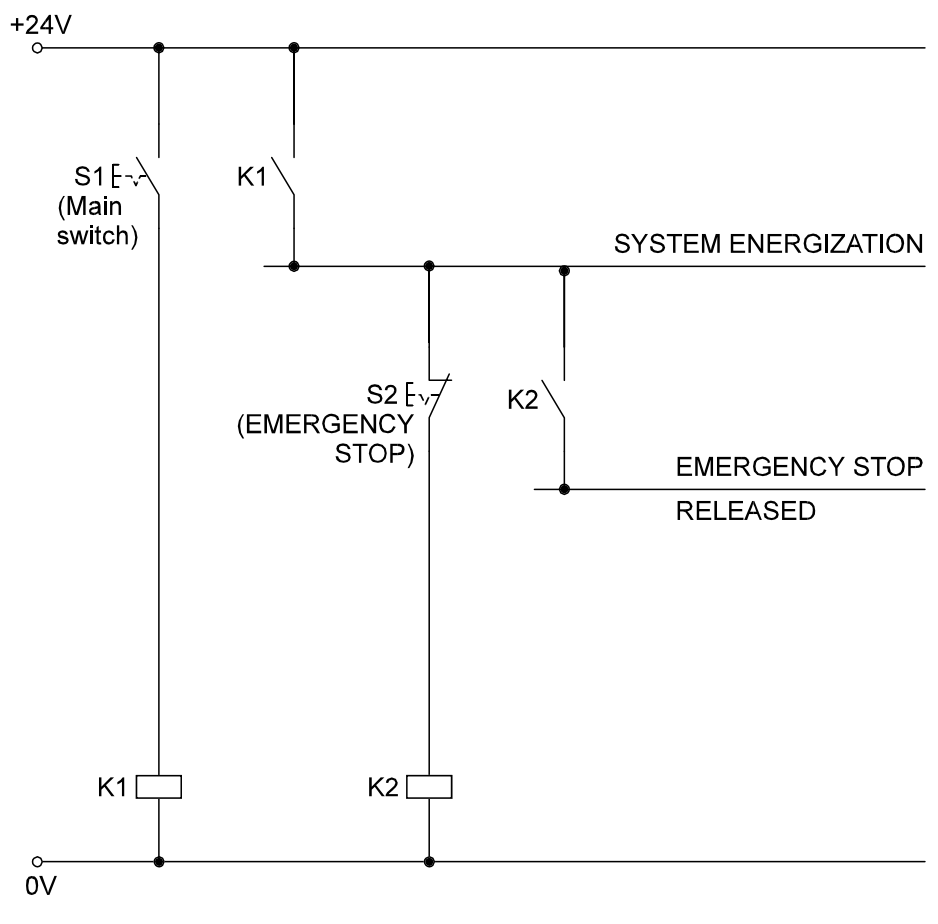 +24V
S1
(Main
switch)
K1
SYSTEM ENERGIZATION
S2
(EMERGENCY
STOP)
K2
EMERGENCY STOP
RELEASED
K1
K2
0V